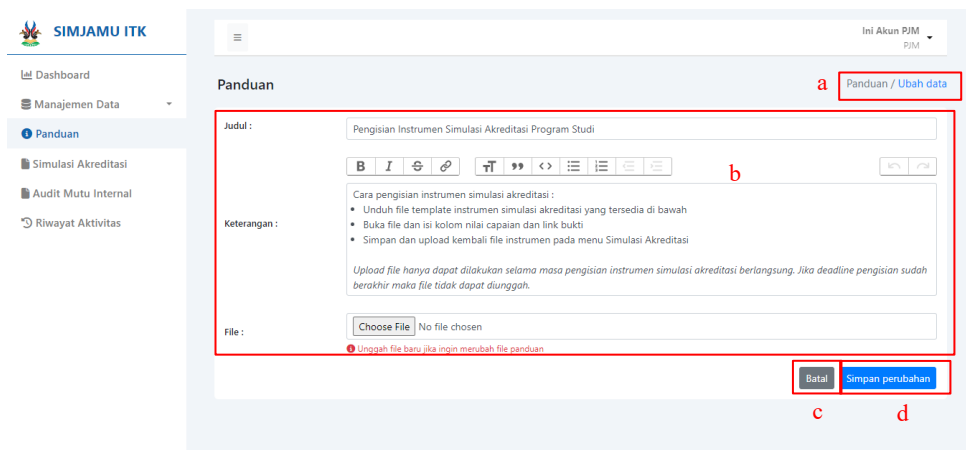 SIMJAMU ITK
Ini Akun PJM
PJM
Dashboard
Manajemen Data
Panduan
Simulasi Akreditasi
Audit Mutu Internal
Riwayat Aktivitas
Panduan
a
Panduan / Ubah data
Judul :
Pengisian Instrumen Simulasi Akreditasi Program Studi
B I S
b
Keterangan :
Cara pengisian instrumen simulasi akreditasi :
• Unduh file template instrumen simulasi akreditasi yang tersedia di bawah
• Buka file dan isi kolom nilai capaian dan link bukti
• Simpan dan upload kembali file instrumen pada menu Simulasi Akreditasi
Upload file hanya dapat dilakukan selama masa pengisian instrumen simulasi akreditasi berlangsung. Jika deadline pengisian sudah
berakhir maka file tidak dapat diunggah.
File :
Choose File No file chosen
Unggah file baru jika ingin merubah file panduan
Batal
Simpan perubahan
c
d